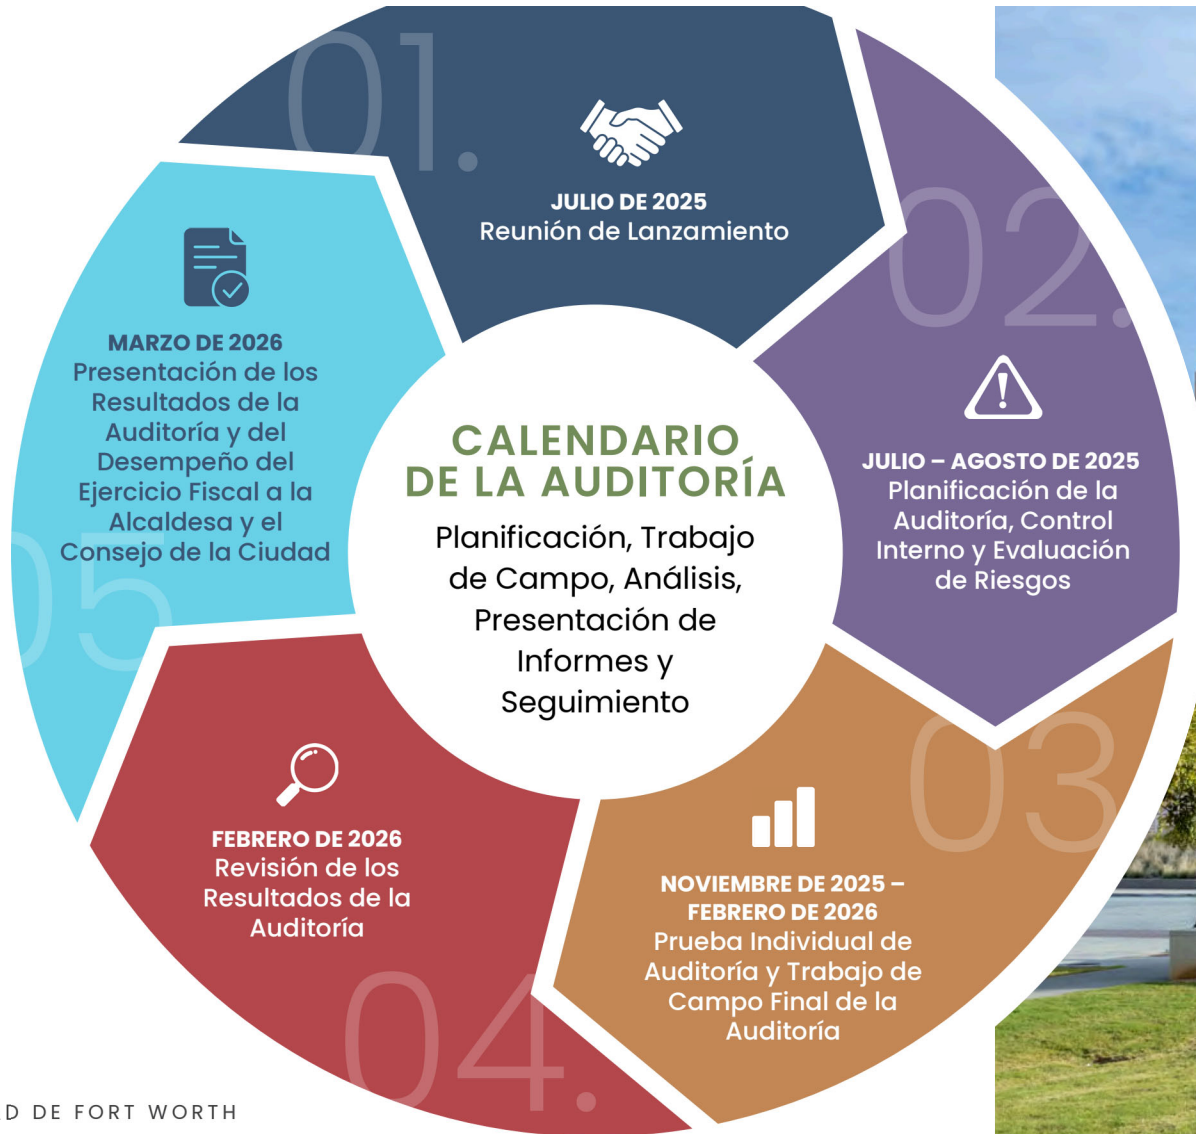 01.
JULIO DE 2025
Reunión de Lanzamiento
02.
JULIO – AGOSTO DE 2025
Planificación de la
Auditoría, Control
Interno y Evaluación
de Riesgos
03
NOVIEMBRE DE 2025 –
FEBRERO DE 2026
Prueba Individual de
Auditoría y Trabajo de
Campo Final de la
Auditoría
04.
FEBRERO DE 2026
Revisión de los
Resultados de la
Auditoría
05
MARZO DE 2026
Presentación de los
Resultados de la
Auditoría y del
Desempeño del
Ejercicio Fiscal a la
Alcaldesa y el
Consejo de la Ciudad
CALENDARIO
DE LA AUDITORÍA
Planificación, Trabajo
de Campo, Análisis,
Presentación de
Informes y
Seguimiento
D DE FORT WORTH